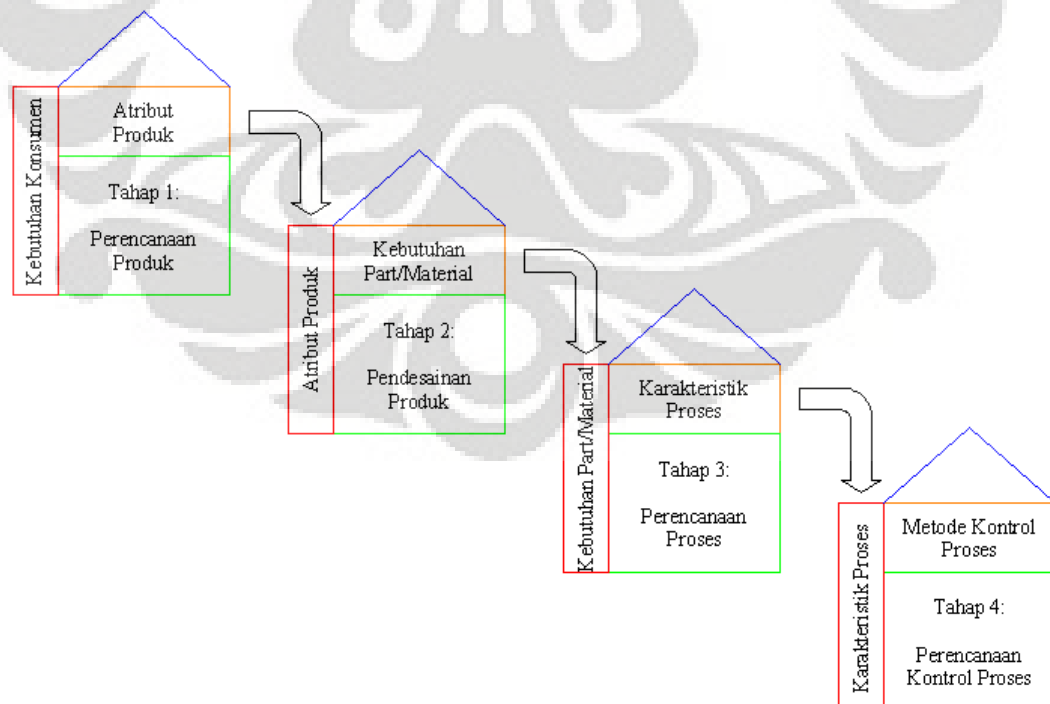 Kebutuhan Konsumen
Atribut
Produk
Tahap 1:
Perencanaan
Produk
Atribut Produk
Kebutuhan
Part/Material
Tahap 2:
Pendesainan
Produk
Kebutuhan Part/Material
Karakteristik
Proses
Tahap 3:
Perencanaan
Proses
Karakteristik Proses
Metode Kontrol
Proses
Tahap 4:
Perencanaan
Kontrol Proses